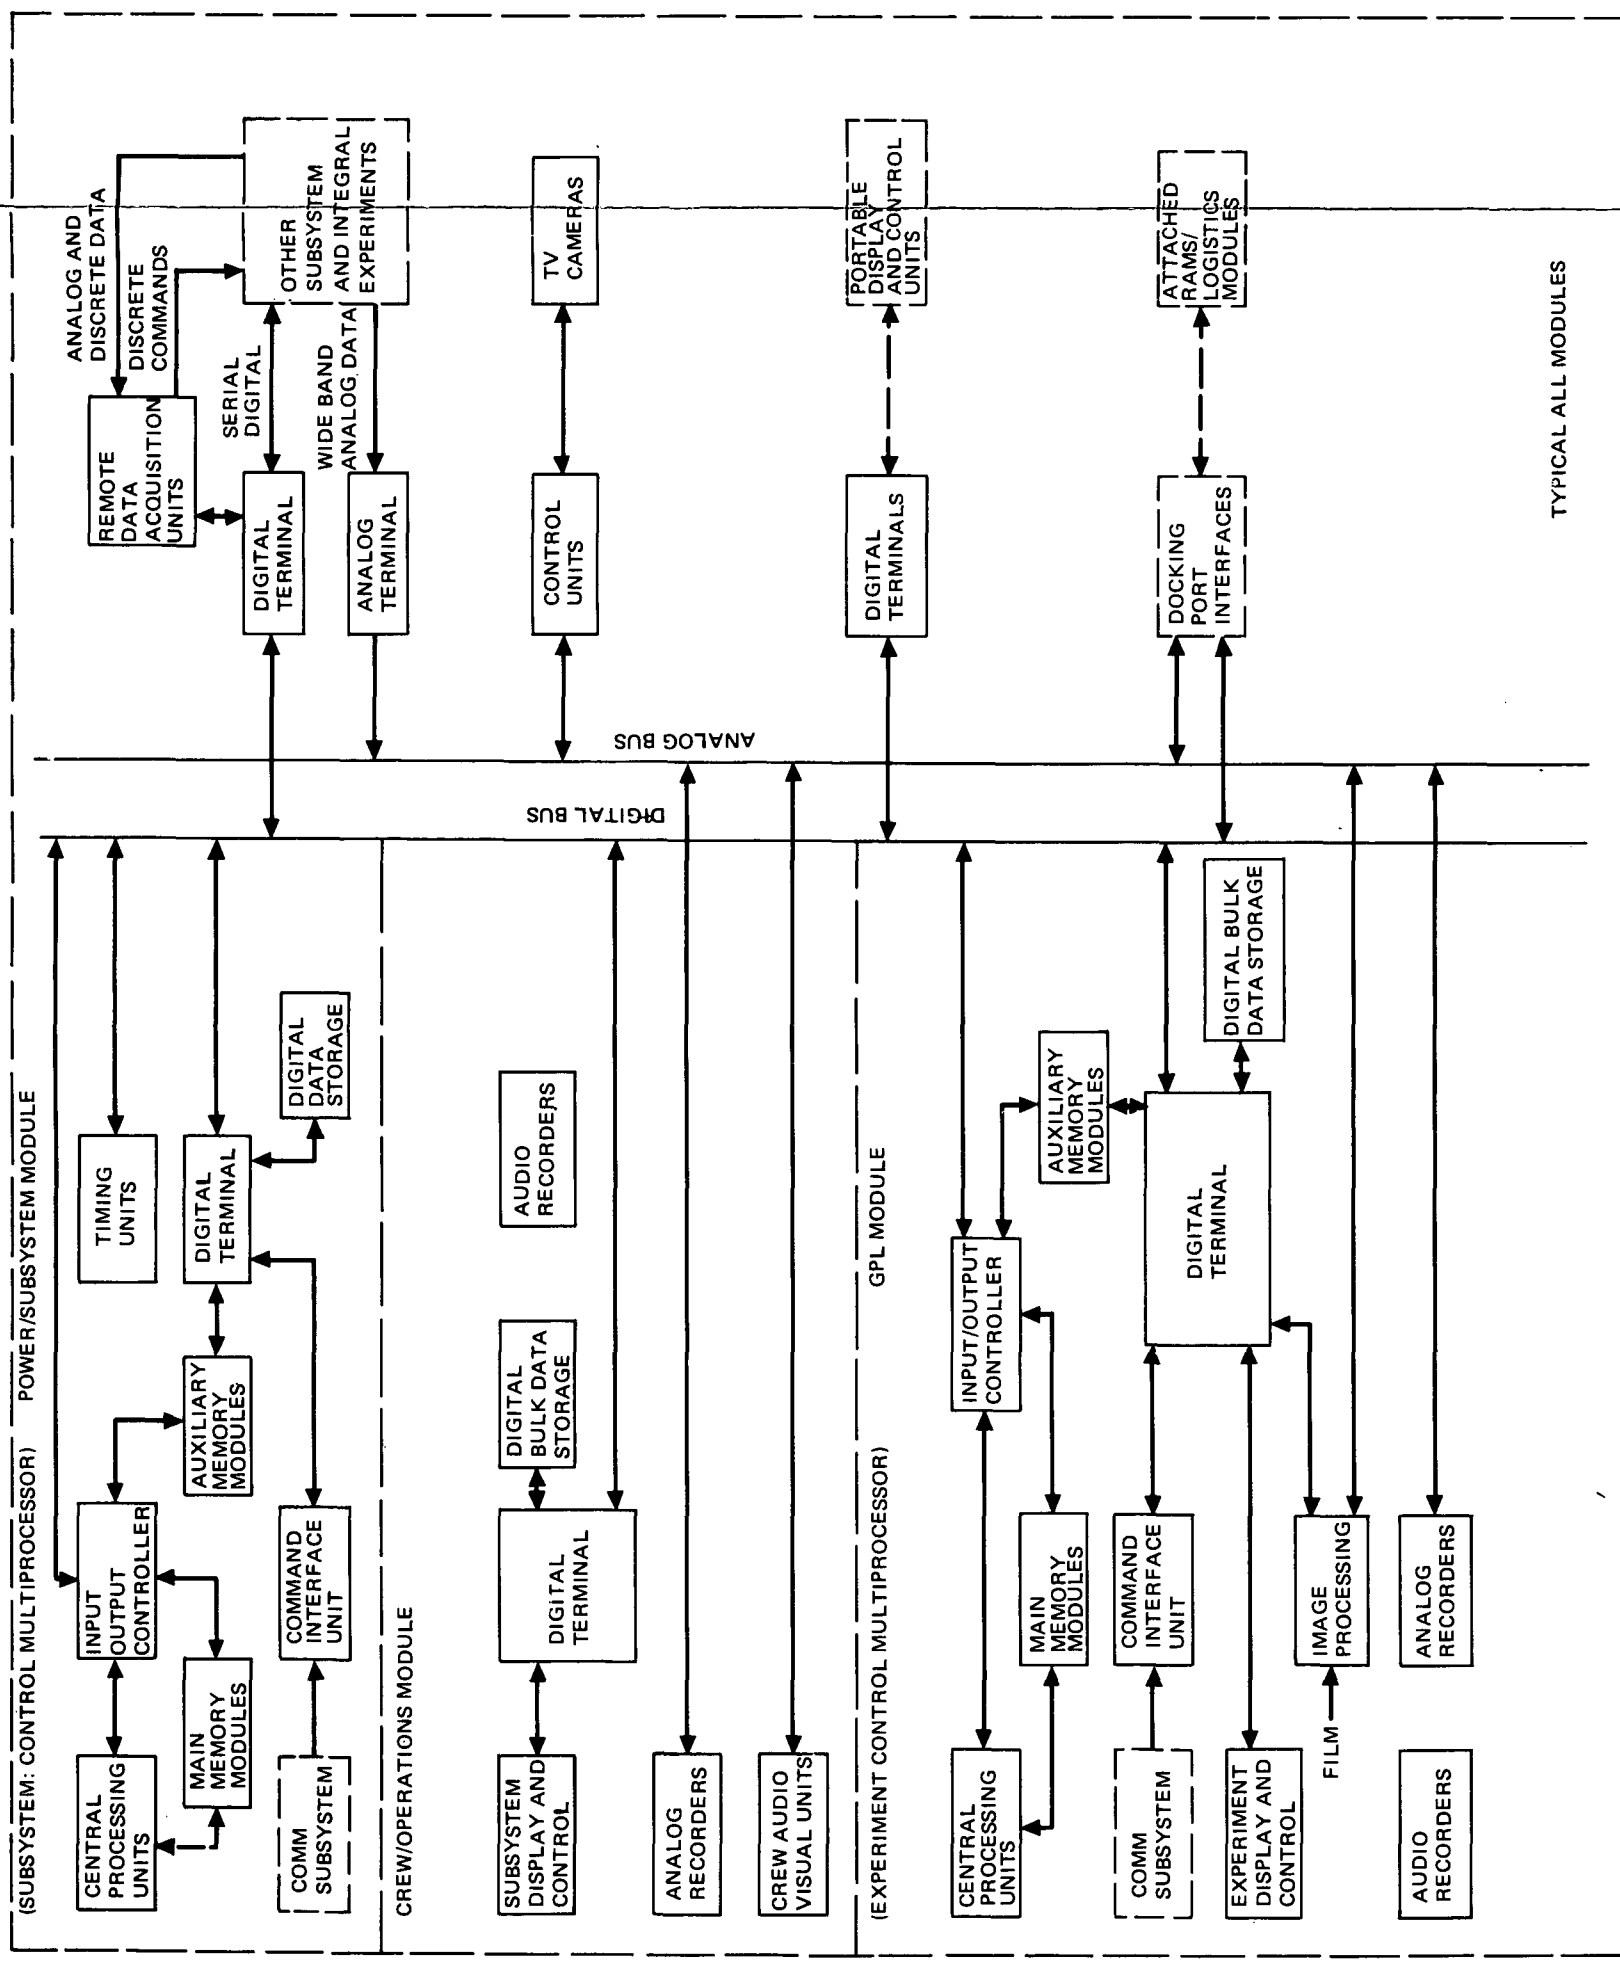 (SUBSYSTEM: CONTROL MULTIPROCESSOR)
POWER/SUBSYSTEM MODULE
CENTRAL
PROCESSING
UNITS
INPUT
OUTPUT
CONTROLLER
MAIN
MEMORY
MODULES
AUXILIARY
MEMORY
MODULES
TIMING
UNITS
DIGITAL
TERMINAL
DIGITAL
DATA
STORAGE
COMM
SUBSYSTEM
COMMAND
INTERFACE
UNIT
CREW/OPERATIONS MODULE
SUBSYSTEM
DISPLAY AND
CONTROL
DIGITAL
TERMINAL
DIGITAL
BULK DATA
STORAGE
AUDIO
RECORDERS
ANALOG
RECORDERS
CREW AUDIO
VISUAL UNITS
(EXPERIMENT CONTROL MULTIPROCESSOR)
GPL MODULE
CENTRAL
PROCESSING
UNITS
INPUT/OUTPUT
CONTROLLER
MAIN
MEMORY
MODULES
AUXILIARY
MEMORY
MODULES
COMM
SUBSYSTEM
COMMAND
INTERFACE
UNIT
DIGITAL
TERMINAL
DIGITAL BULK
DATA STORAGE
EXPERIMENT
DISPLAY AND
CONTROL
FILM
IMAGE
PROCESSING
AUDIO
RECORDERS
ANALOG
RECORDERS
DIGITAL BUS
ANALOG BUS
REMOTE
DATA
ACQUISITION
UNITS
ANALOG AND
DISCRETE DATA
DISCRETE
COMMANDS
DIGITAL
TERMINAL
SERIAL
DIGITAL
OTHER
SUBSYSTEM
AND INTEGRAL
EXPERIMENTS
ANALOG
TERMINAL
WIDE BAND
ANALOG DATA
CONTROL
UNITS
TV
CAMERAS
DIGITAL
TERMINALS
PORTABLE
DISPLAY
AND CONTROL
UNITS
DOCKING
PORT
INTERFACES
ATTACHED
RAMS/
LOGISTICS
MODULES
TYPICAL ALL MODULES